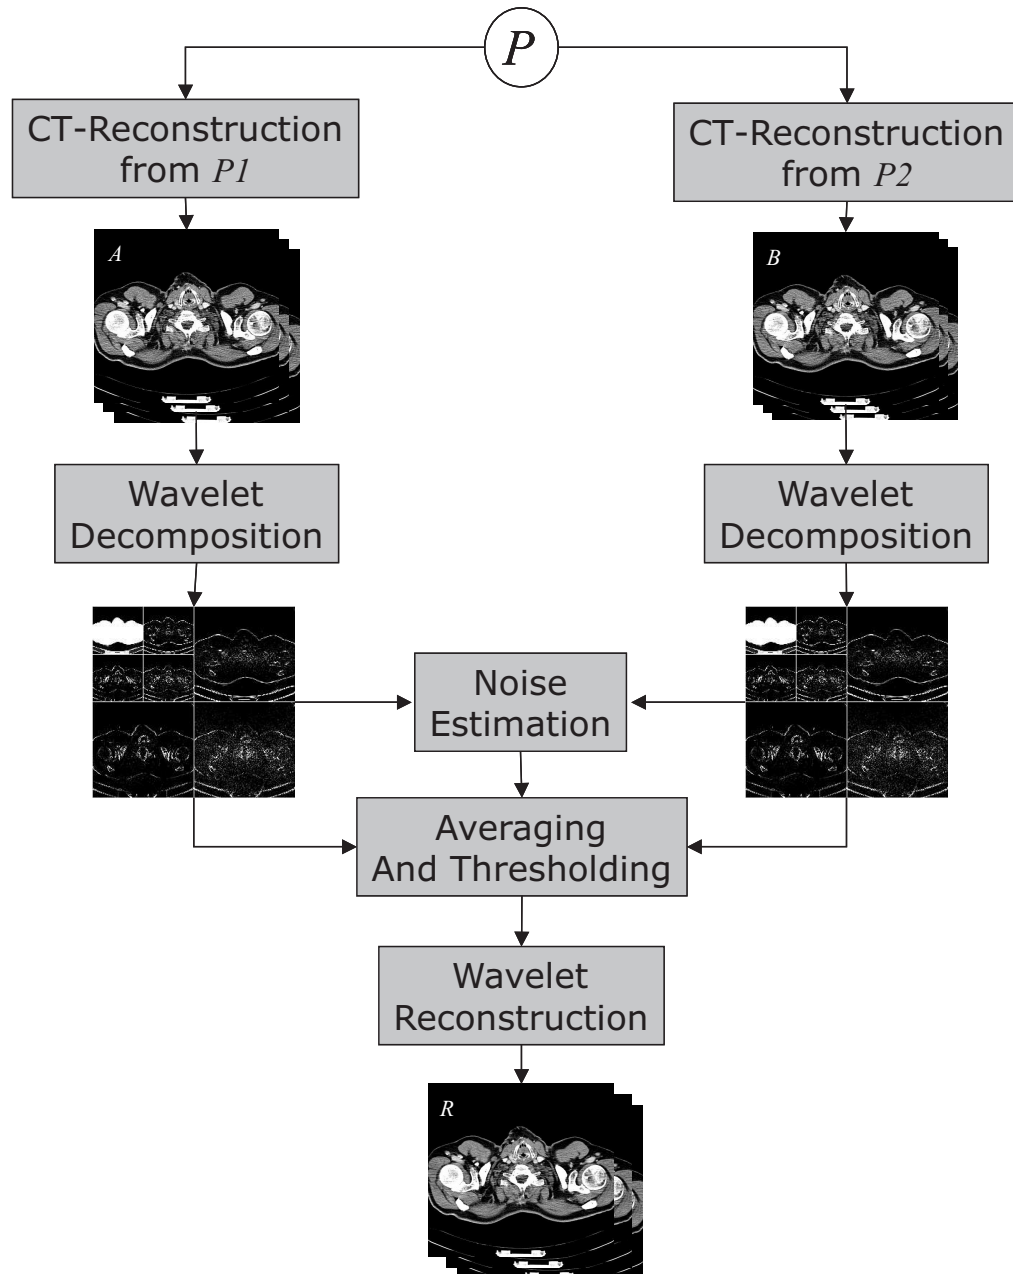 P
CT-Reconstruction
from P1
CT-Reconstruction
from P2
A
B
Wavelet
Decomposition
Wavelet
Decomposition
Noise
Estimation
Averaging
And Thresholding
Wavelet
Reconstruction
R